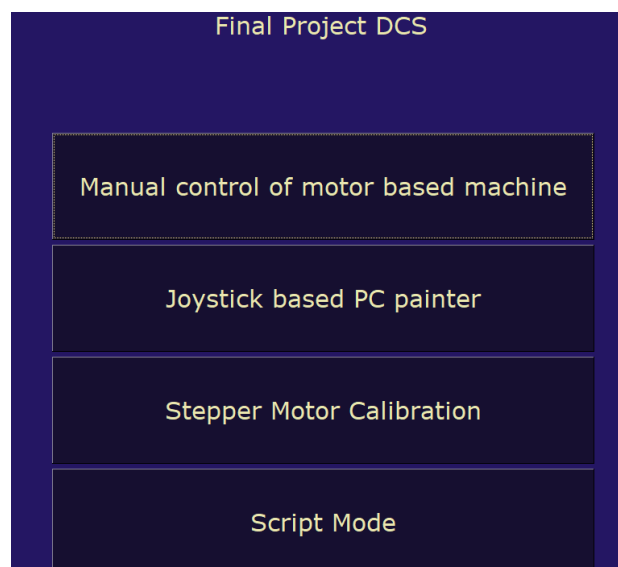 Final Project DCS
Manual control of motor based machine
Joystick based PC painter
Stepper Motor Calibration
Script Mode